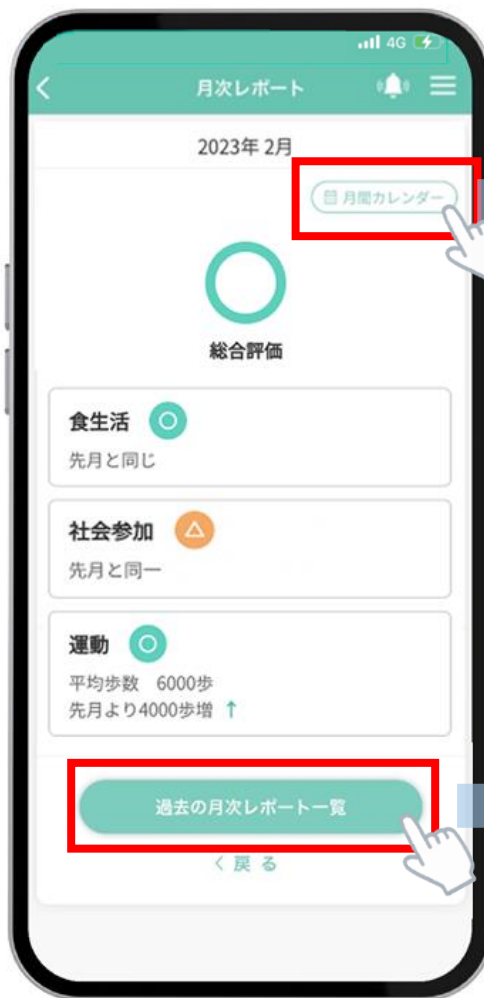 4G
月次レポート
2023年 2月
月間カレンダー
総合評価
食生活
先月と同じ
社会参加
先月と同一
運動
平均歩数 6000歩
先月より4000歩増 ↑
過去の月次レポート一覧
< 戻る